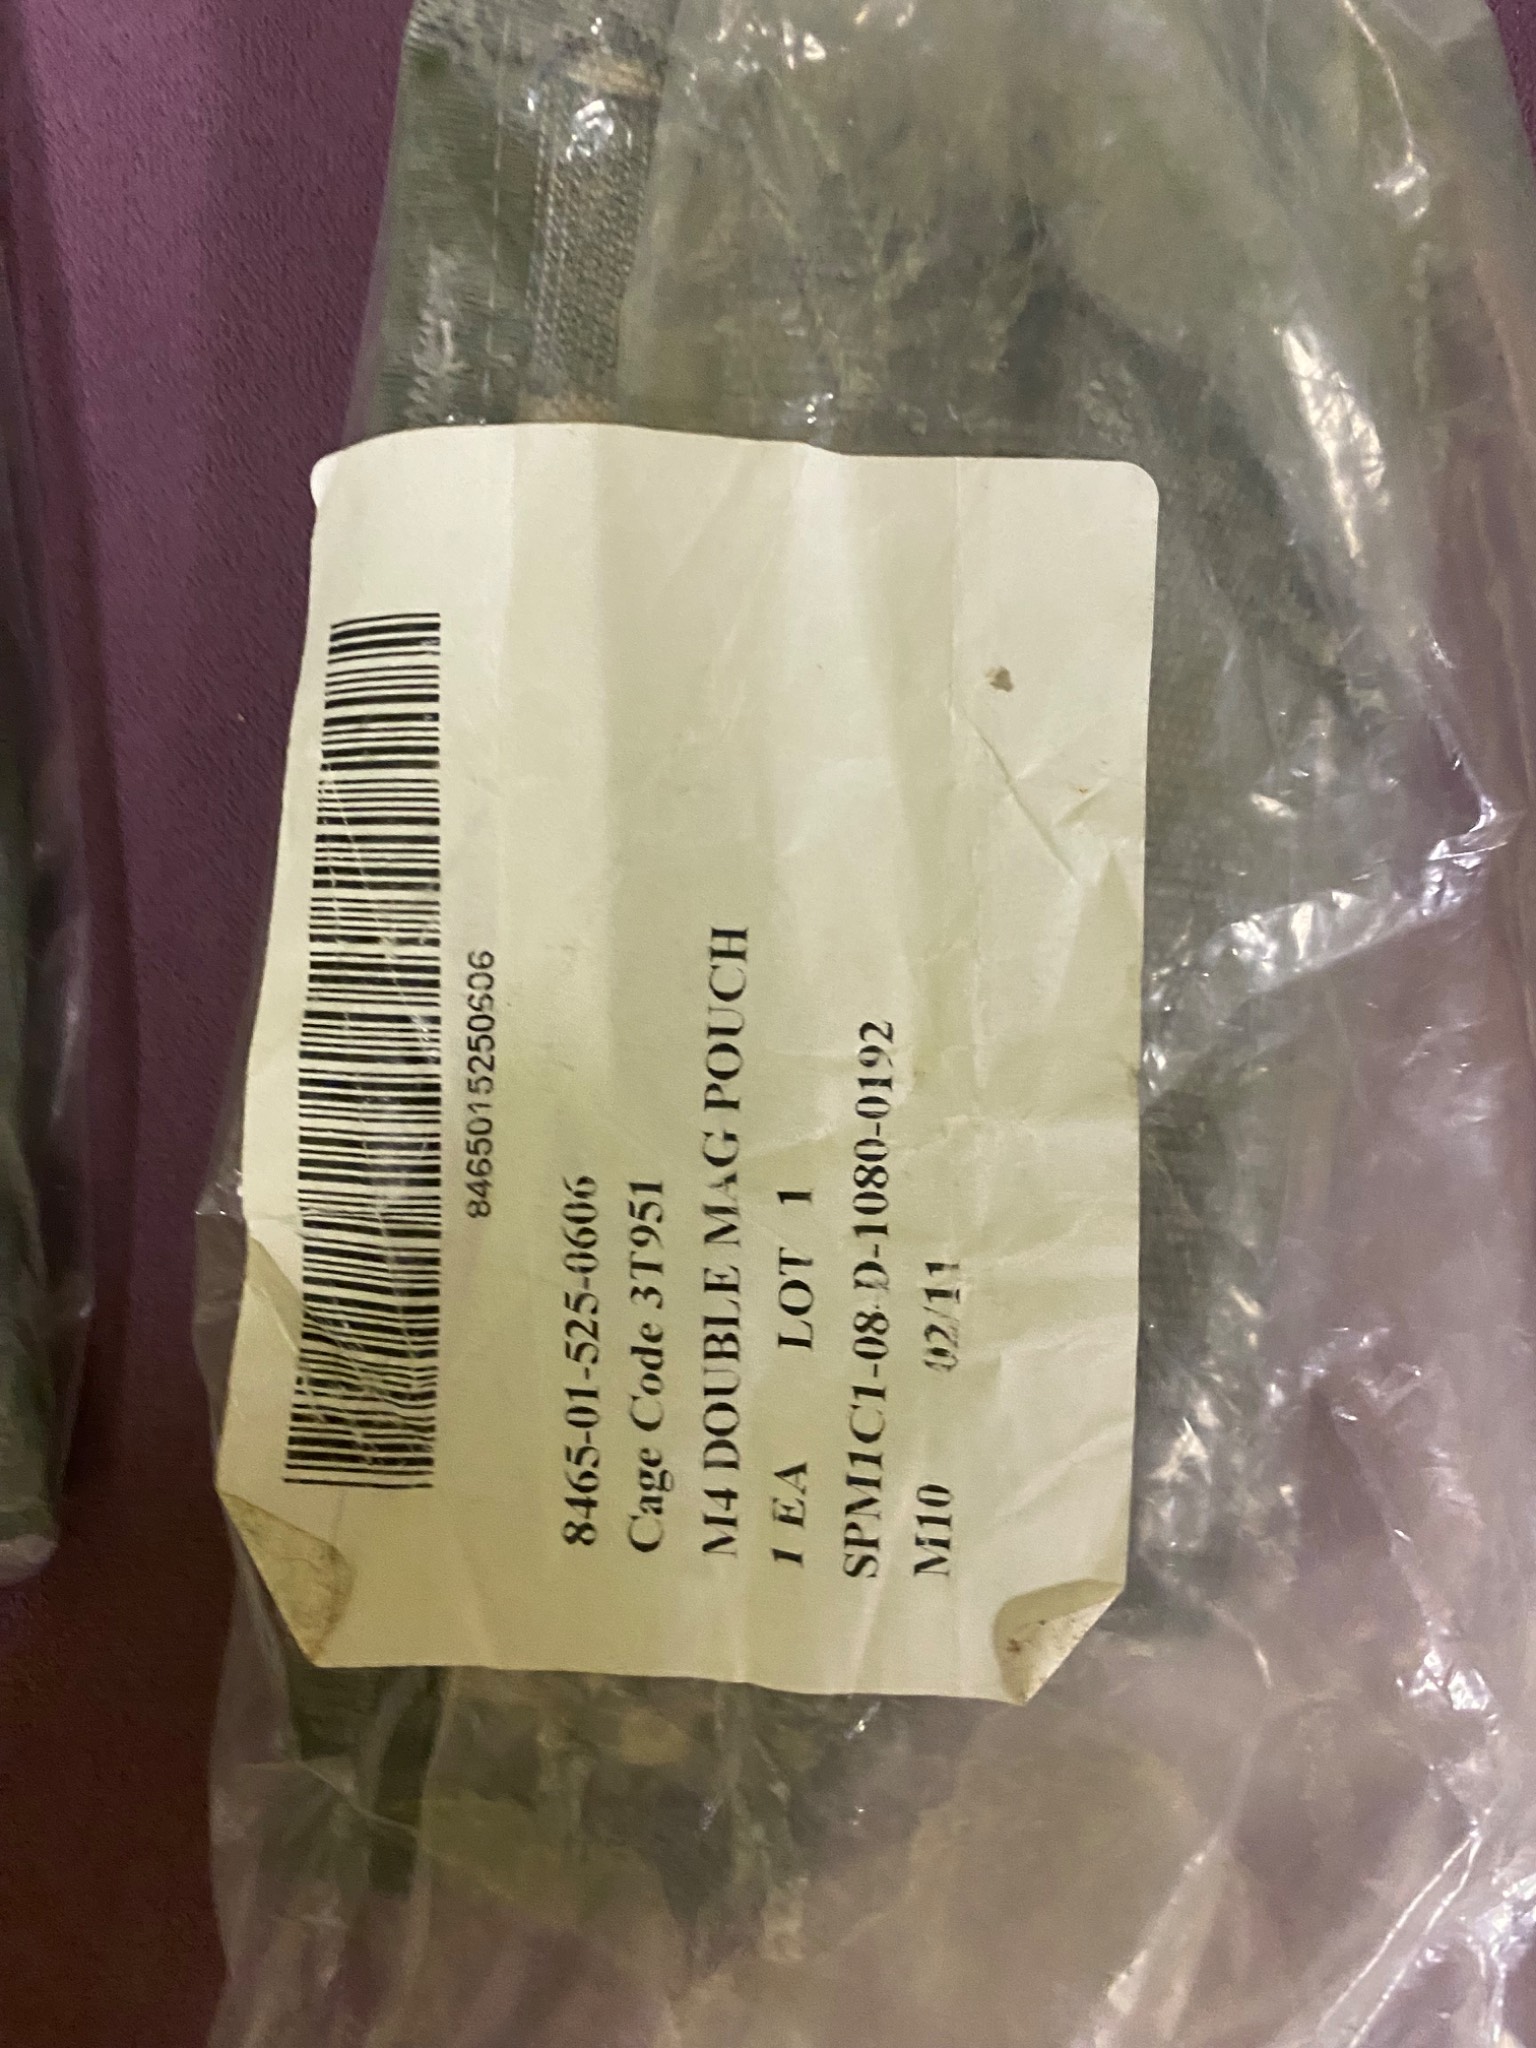 8465015250606
8465-01-525-0606
Cage Code 3T951
M4 DOUBLE MAG POUCH
1 EA LOT 1
SPM1C1-08-D-1080-0192
M10 02/11